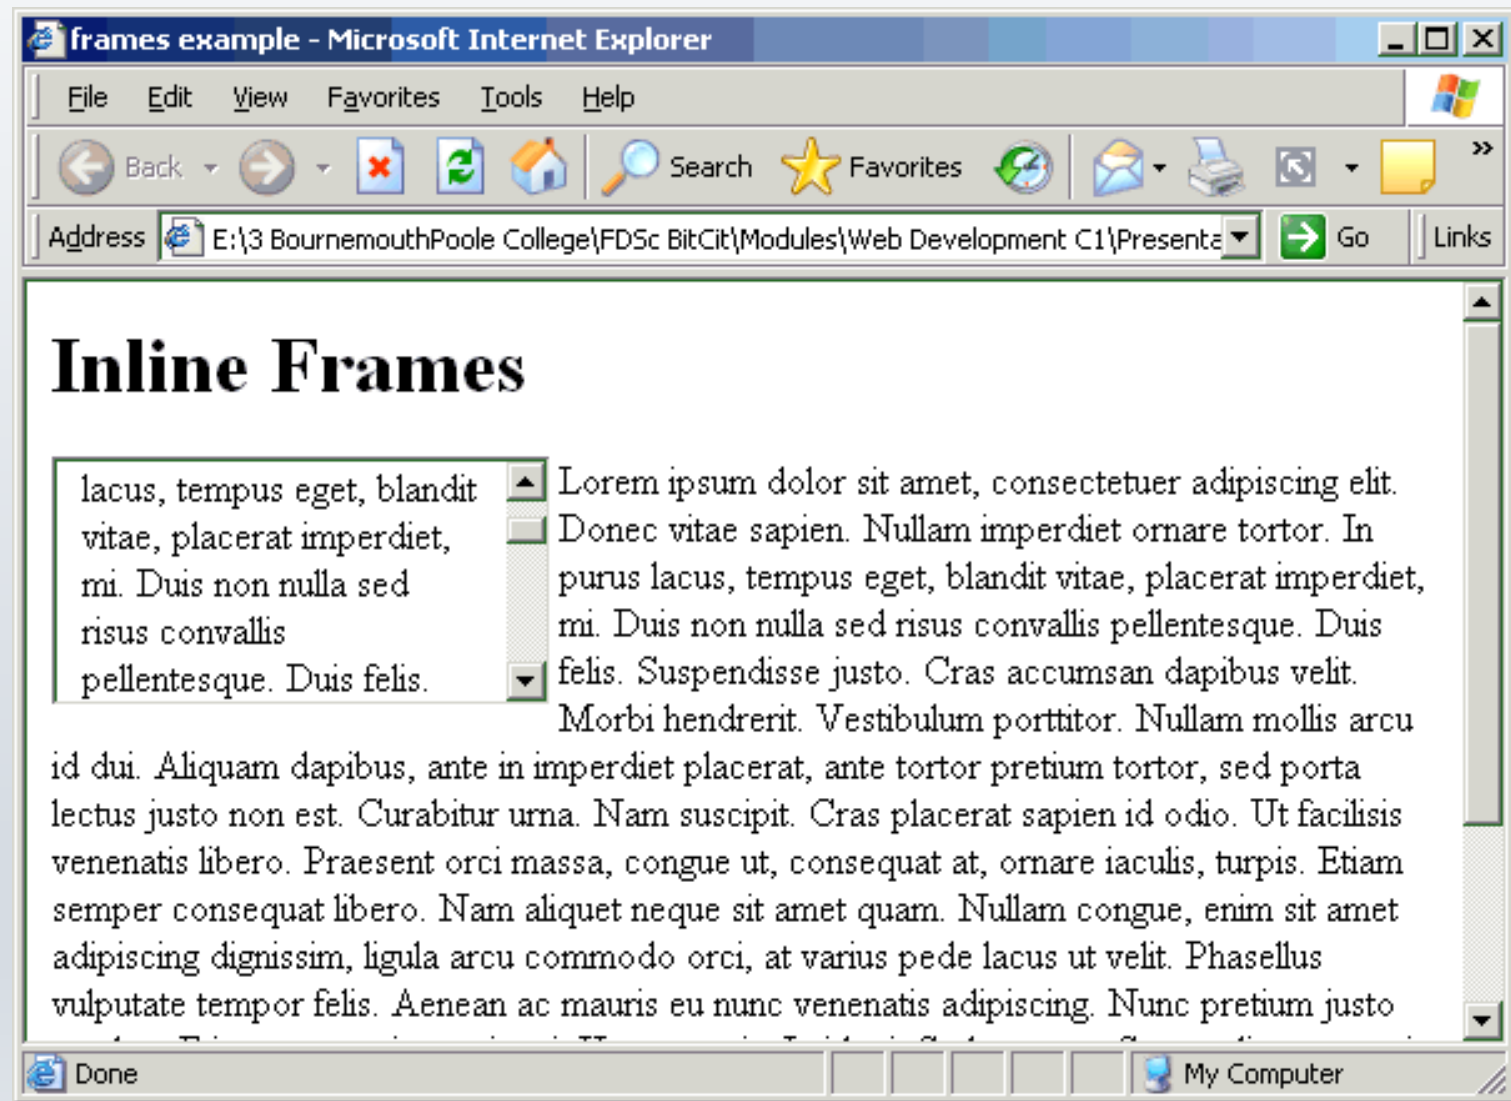 frames example - Microsoft Internet Explorer
File Edit View Favorites Tools Help
Back Search Favorites »
Address E:\3 BournemouthPoole College\FDSc BitCit\Modules\Web Development C1\Presenta Go Links
Inline Frames
lacus, tempus eget, blandit
vitae, placerat imperdiet,
mi. Duis non nulla sed
risus convallis
pellentesque. Duis felis.
Lorem ipsum dolor sit amet, consectetuer adipiscing elit.
Donec vitae sapien. Nullam imperdiet ornare tortor. In
purus lacus, tempus eget, blandit vitae, placerat imperdiet,
mi. Duis non nulla sed risus convallis pellentesque. Duis
felis. Suspendisse justo. Cras accumsan dapibus velit.
Morbi hendrerit. Vestibulum porttitor. Nullam mollis arcu
id dui. Aliquam dapibus, ante in imperdiet placerat, ante tortor pretium tortor, sed porta
lectus justo non est. Curabitur urna. Nam suscipit. Cras placerat sapien id odio. Ut facilisis
venenatis libero. Praesent orci massa, congue ut, consequat at, ornare iaculis, turpis. Etiam
semper consequat libero. Nam aliquet neque sit amet quam. Nullam congue, enim sit amet
adipiscing dignissim, ligula arcu commodo orci, at varius pede lacus ut velit. Phasellus
vulputate tempor felis. Aenean ac mauris eu nunc venenatis adipiscing. Nunc pretium justo
Done My Computer